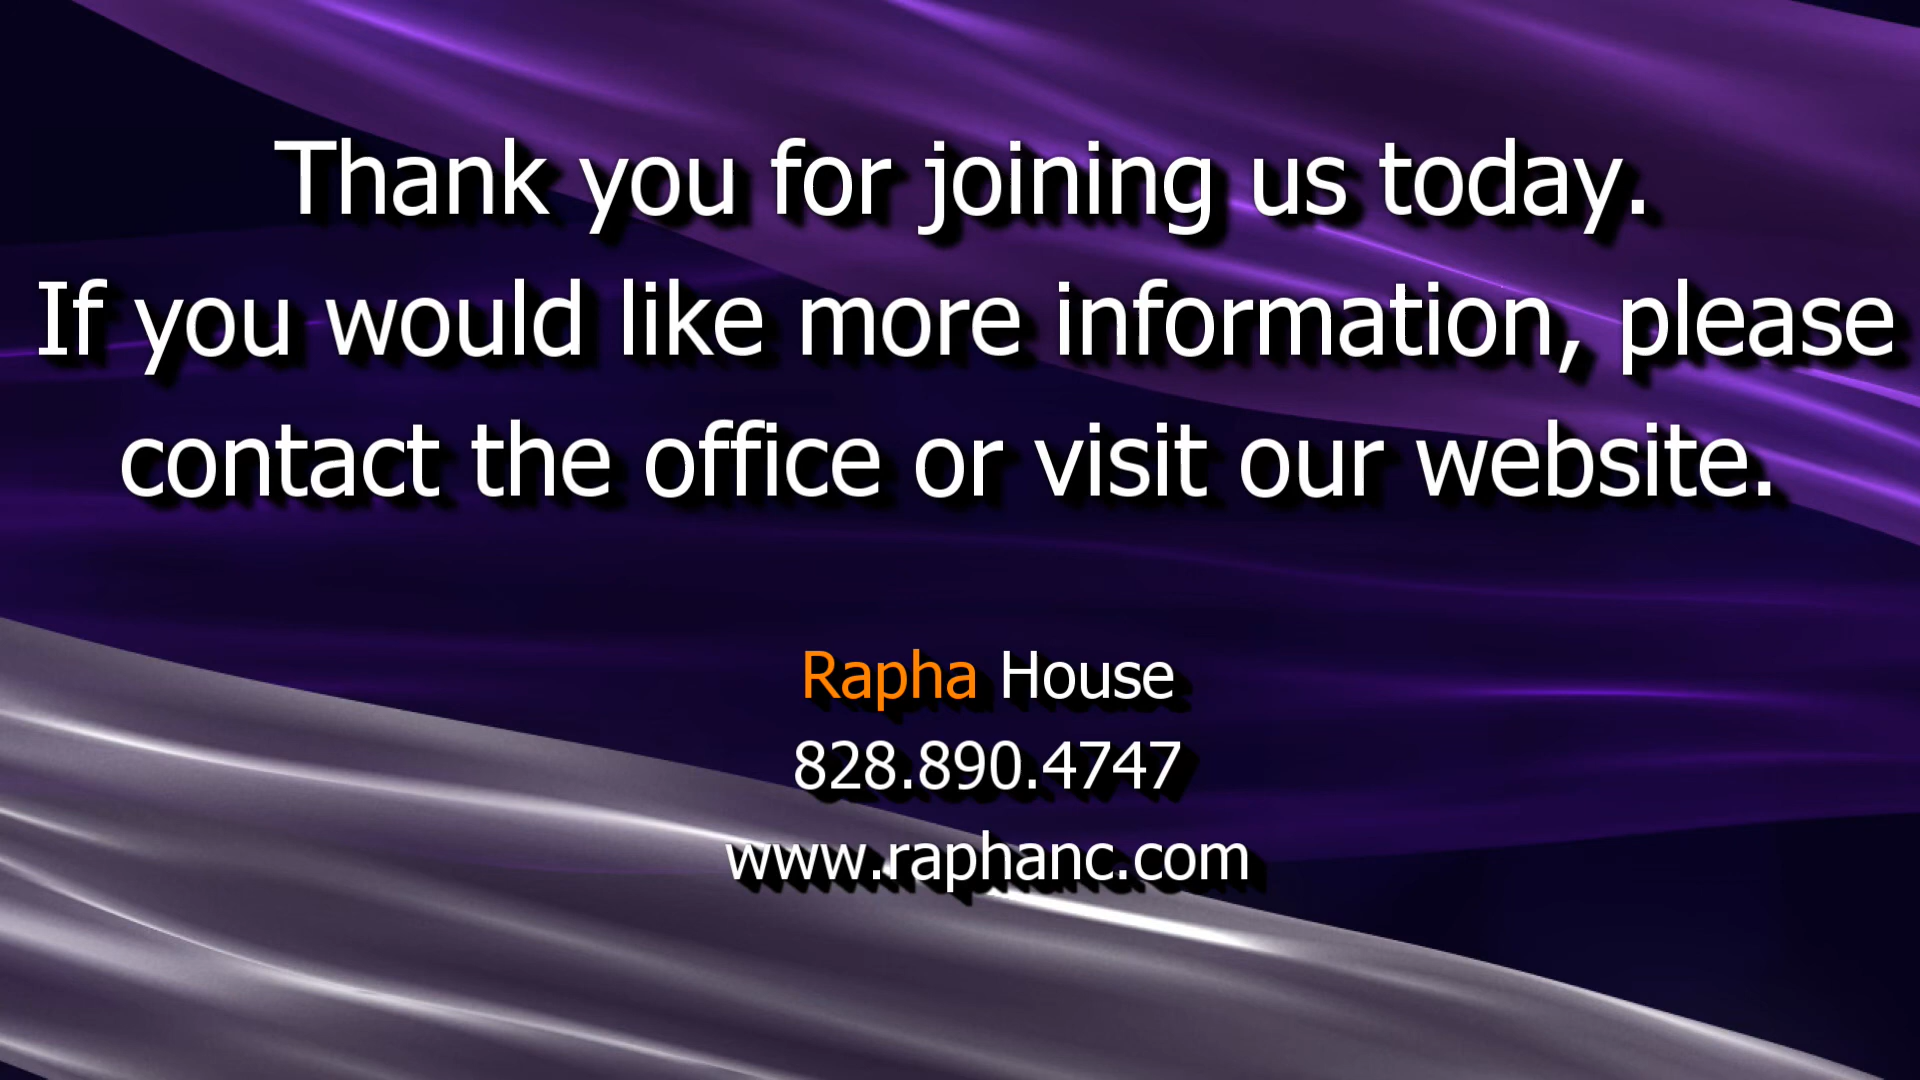 Thank you for joining us today.
If you would like more information, please
contact the office or visit our website.
Rapha House
828.890.4747
www.raphanc.com